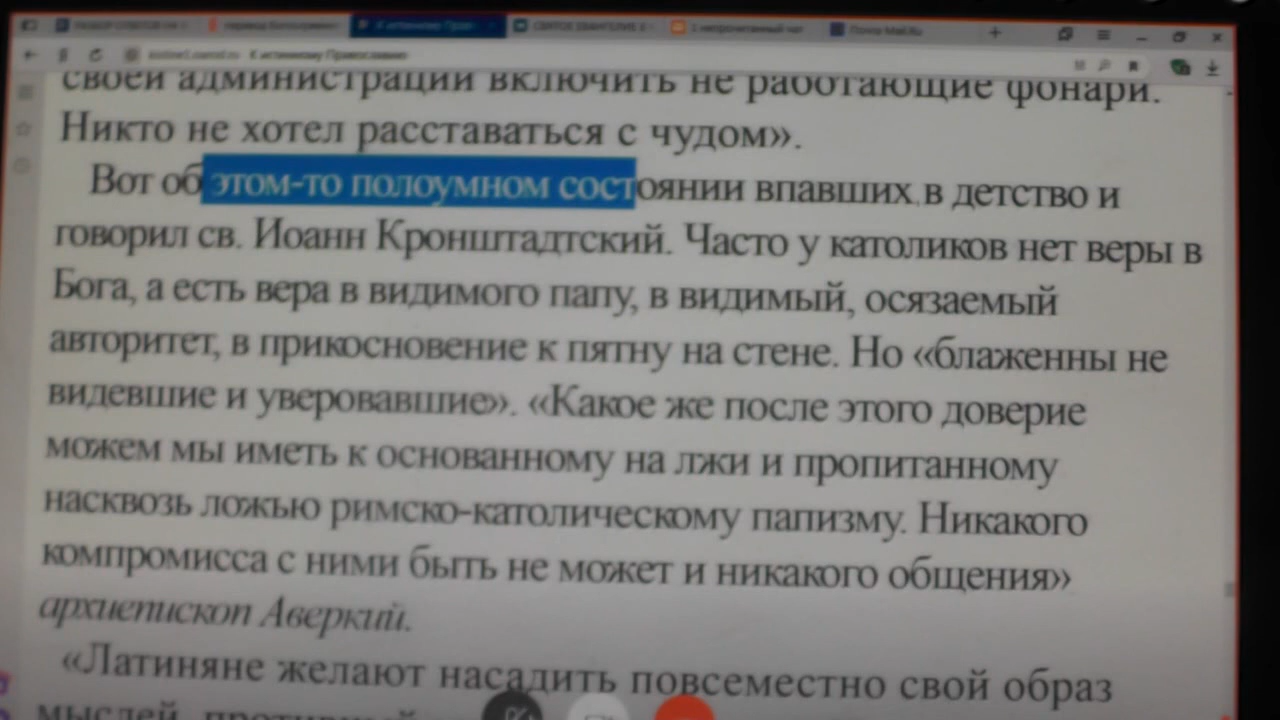 К истинному Православию
своей администрации включить не работающие фонари.
Никто не хотел расставаться с чудом».
Вот об этом-то полоумном состоянии впавших в детство и
говорил св. Иоанн Кронштадтский. Часто у католиков нет веры в
Бога, а есть вера в видимого папу, в видимый, осязаемый
авторитет, в прикосновение к пятну на стене. Но «блаженны не
видевшие и уверовавшие». «Какое же после этого доверие
можем мы иметь к основанному на лжи и пропитанному
насквозь ложью римско-католическому папизму. Никакого
компромисса с ними быть не может и никакого общения»
архиепископ Аверкий.
«Латиняне желают насадить повсеместно свой образ
мыслей